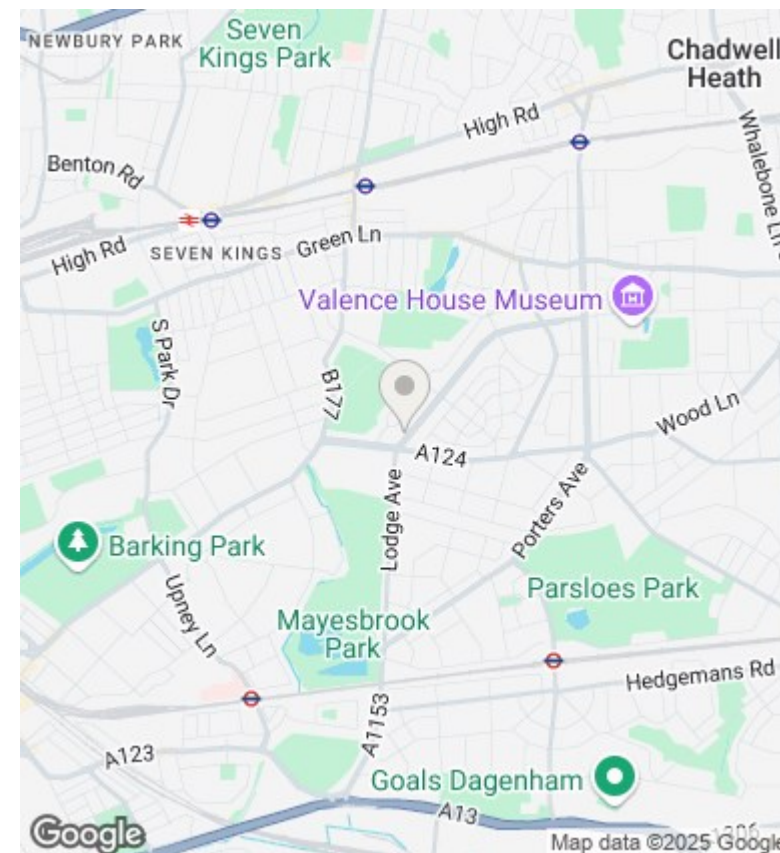 NEWBURY PARK
Seven
Kings Park
Chadwell
Heath
High Rd
Whalebone Ln
Benton Rd
High Rd
SEVEN KINGS
Green Ln
Valence House Museum
S Park Dr
B177
Wood Ln
A124
Lodge Ave
Porters Ave
Barking Park
Parsloes Park
Upney Ln
Mayesbrook
Park
Hedgemans Rd
A1153
A123
Goals Dagenham
A13
Google
Map data ©2025 Google